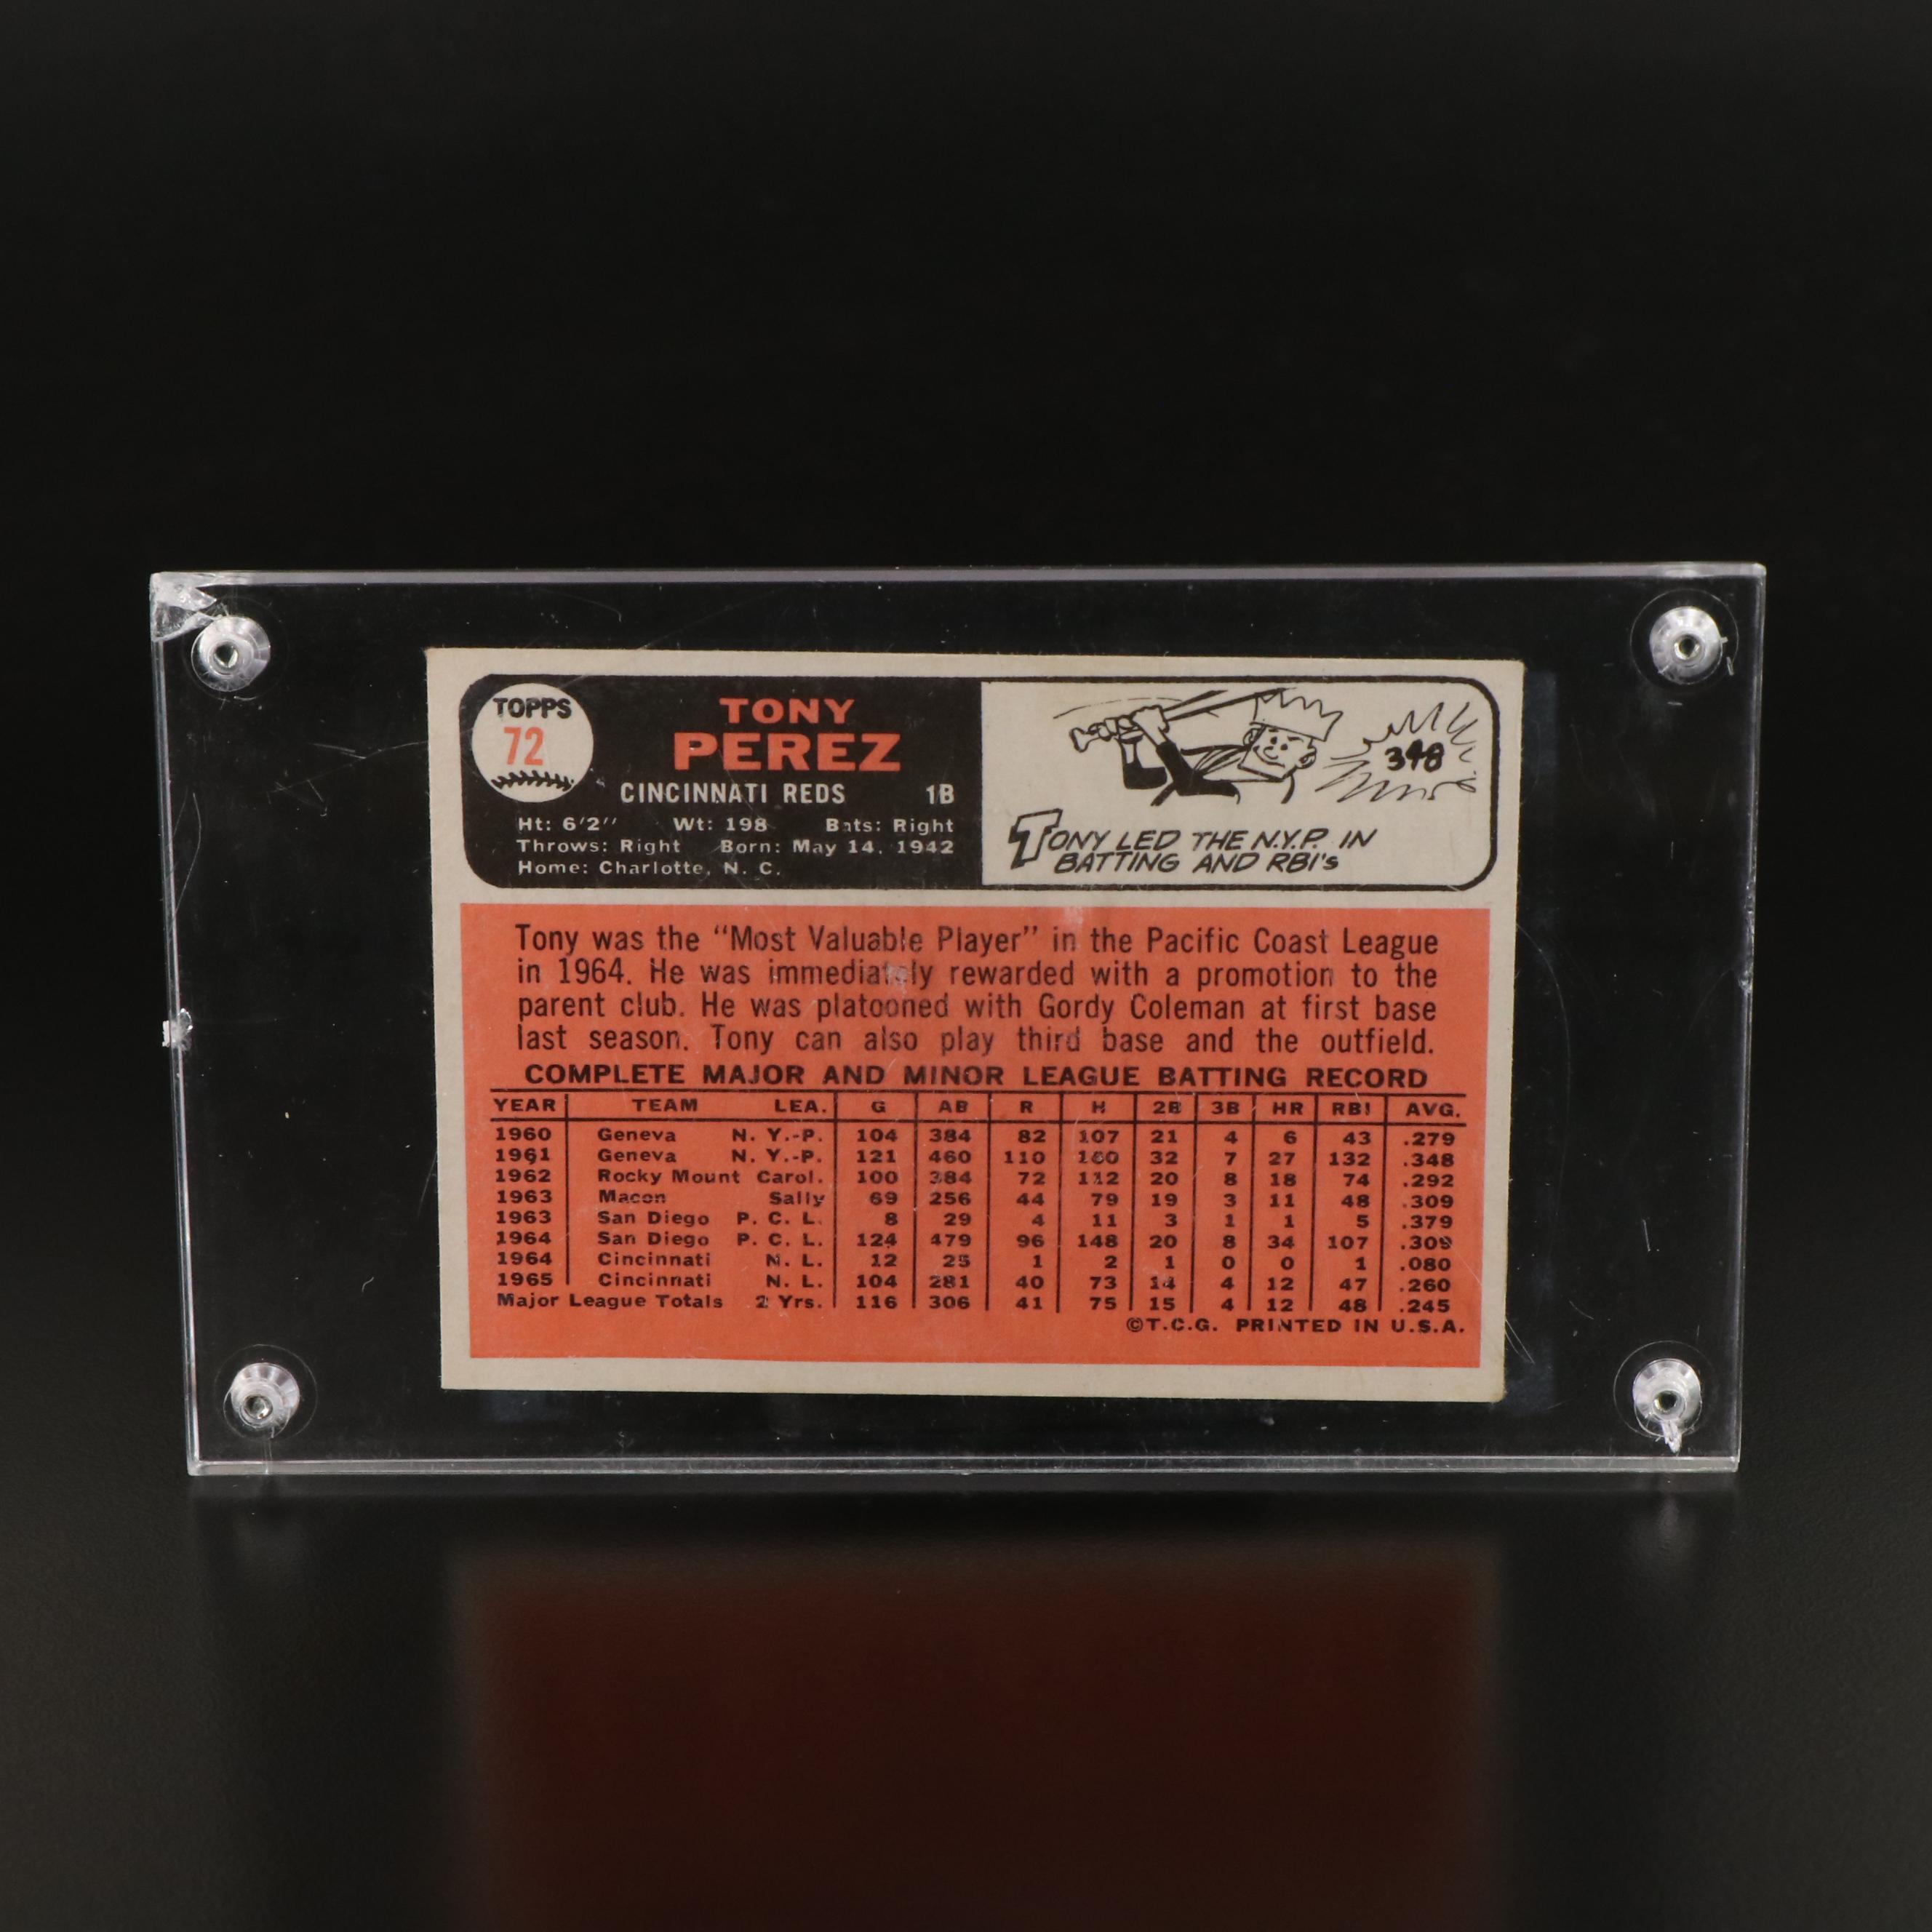 TOPPS
72
TONY
PEREZ
CINCINNATI REDS 1B
Ht: 6'2'' Wt: 198 Bats: Right
Throws: Right Born: May 14, 1942
Home: Charlotte, N. C.
348
TONY LED THE N.Y.P. IN
BATTING AND RBI's
Tony was the "Most Valuable Player" in the Pacific Coast League
in 1964. He was immediately rewarded with a promotion to the
parent club. He was platooned with Gordy Coleman at first base
last season. Tony can also play third base and the outfield.
COMPLETE MAJOR AND MINOR LEAGUE BATTING RECORD
YEAR TEAM LEA. G AB R H 2B 3B HR RBI AVG.
1960 Geneva N. Y.-P. 104 384 82 107 21 4 6 43 .279
1961 Geneva N. Y.-P. 121 460 110 160 32 7 27 132 .348
1962 Rocky Mount Carol. 100 384 72 112 20 8 18 74 .292
1963 Macon Sally 69 256 44 79 19 3 11 48 .309
1963 San Diego P. C. L. 8 29 4 11 3 1 1 5 .379
1964 San Diego P. C. L. 124 479 96 148 20 8 34 107 .309
1964 Cincinnati N. L. 12 25 1 2 1 0 0 1 .080
1965 Cincinnati N. L. 104 281 40 73 14 4 12 47 .260
Major League Totals 2 Yrs. 116 306 41 75 15 4 12 48 .245
©T.C.G. PRINTED IN U.S.A.